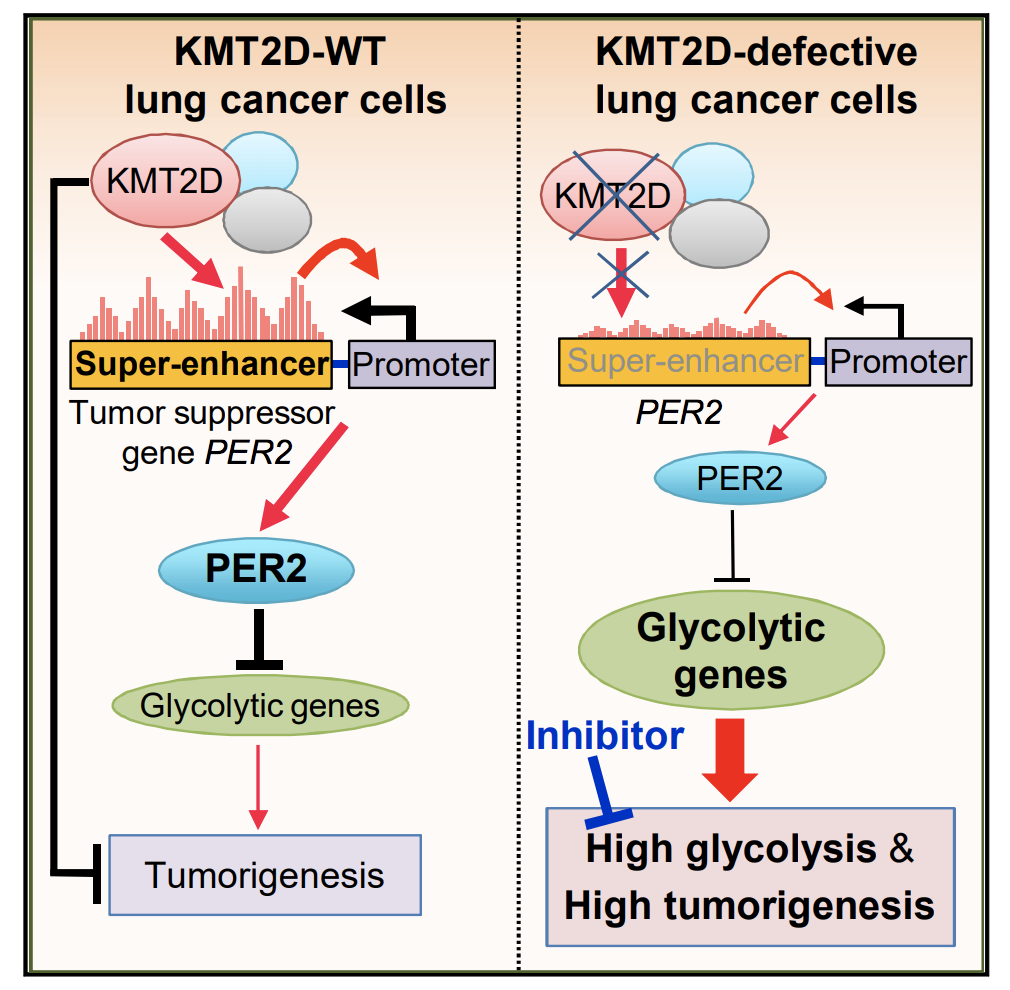 KMT2D-WT
lung cancer cells
KMT2D
Super-enhancer
Promoter
Tumor suppressor
gene PER2
PER2
Glycolytic genes
Tumorigenesis
KMT2D-defective
lung cancer cells
KMT2D
Super-enhancer
Promoter
PER2
PER2
Glycolytic
genes
Inhibitor
High glycolysis &
High tumorigenesis